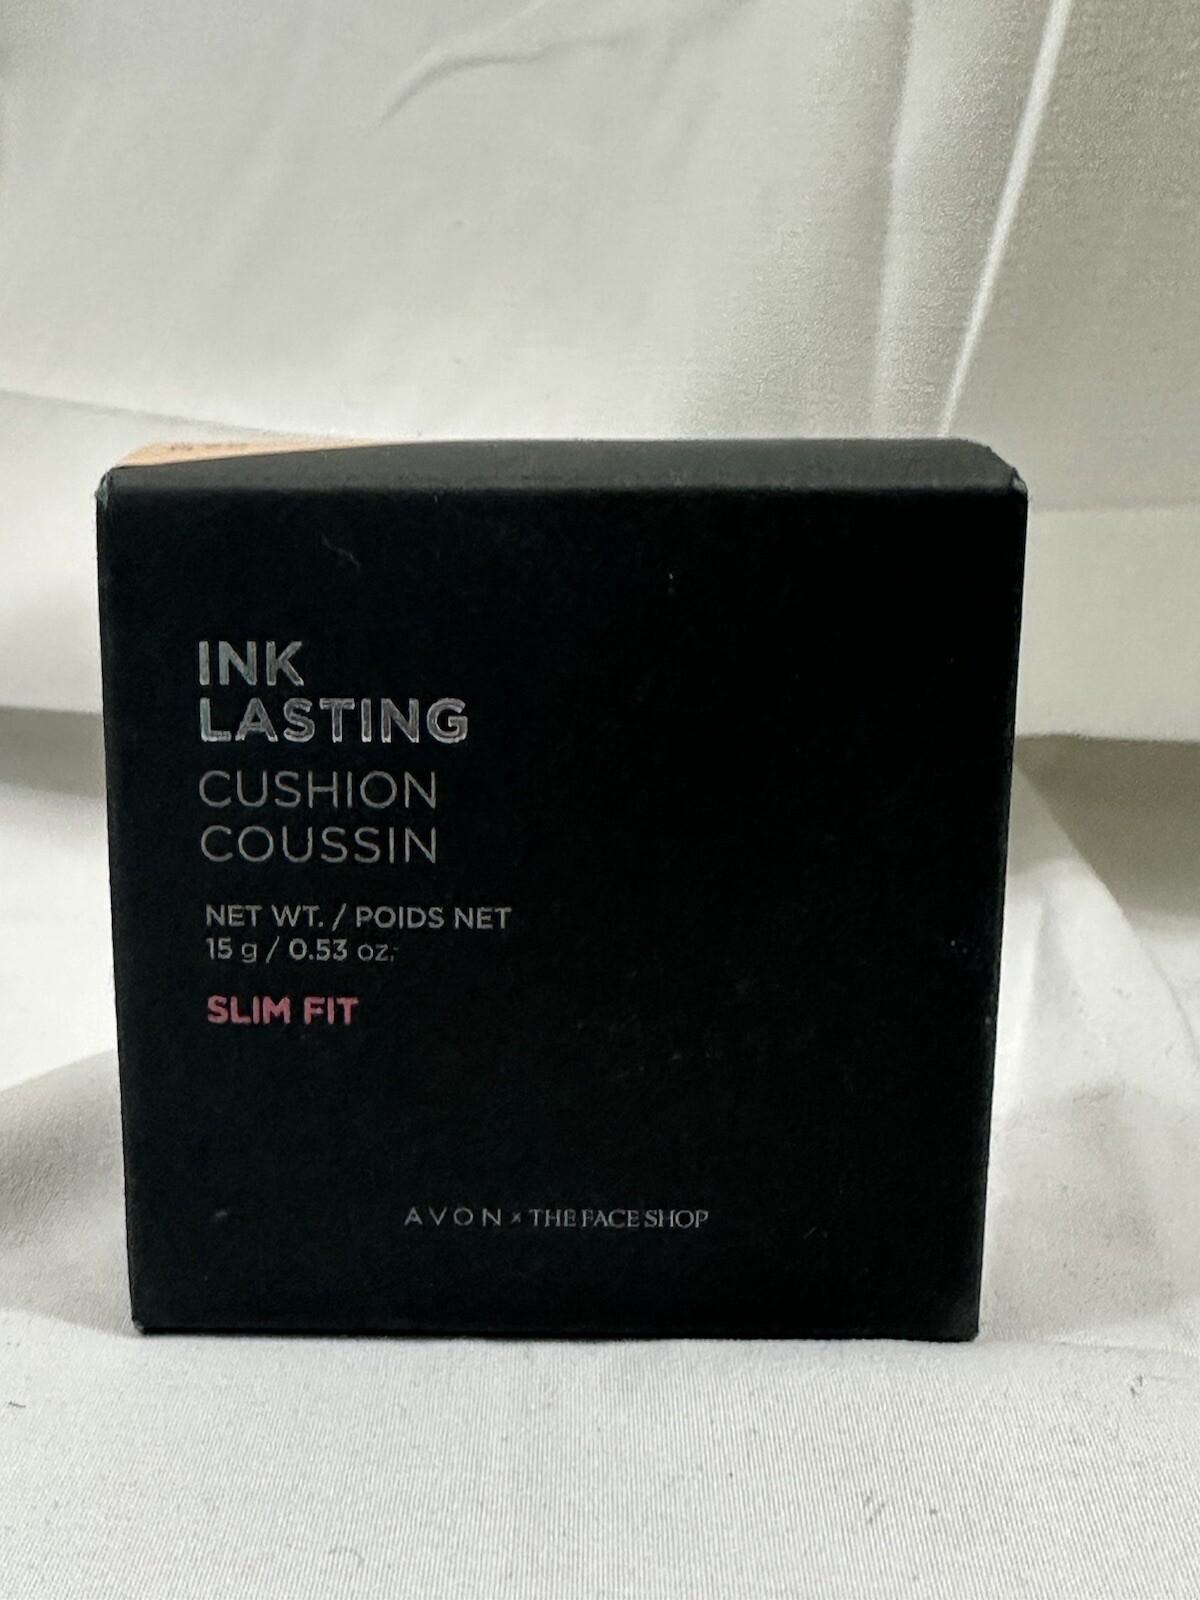 INK
LASTING
CUSHION
COUSSIN
NET WT. / POIDS NET
15 g / 0.53 oz.
SLIM FIT
AVON × THE FACE SHOP